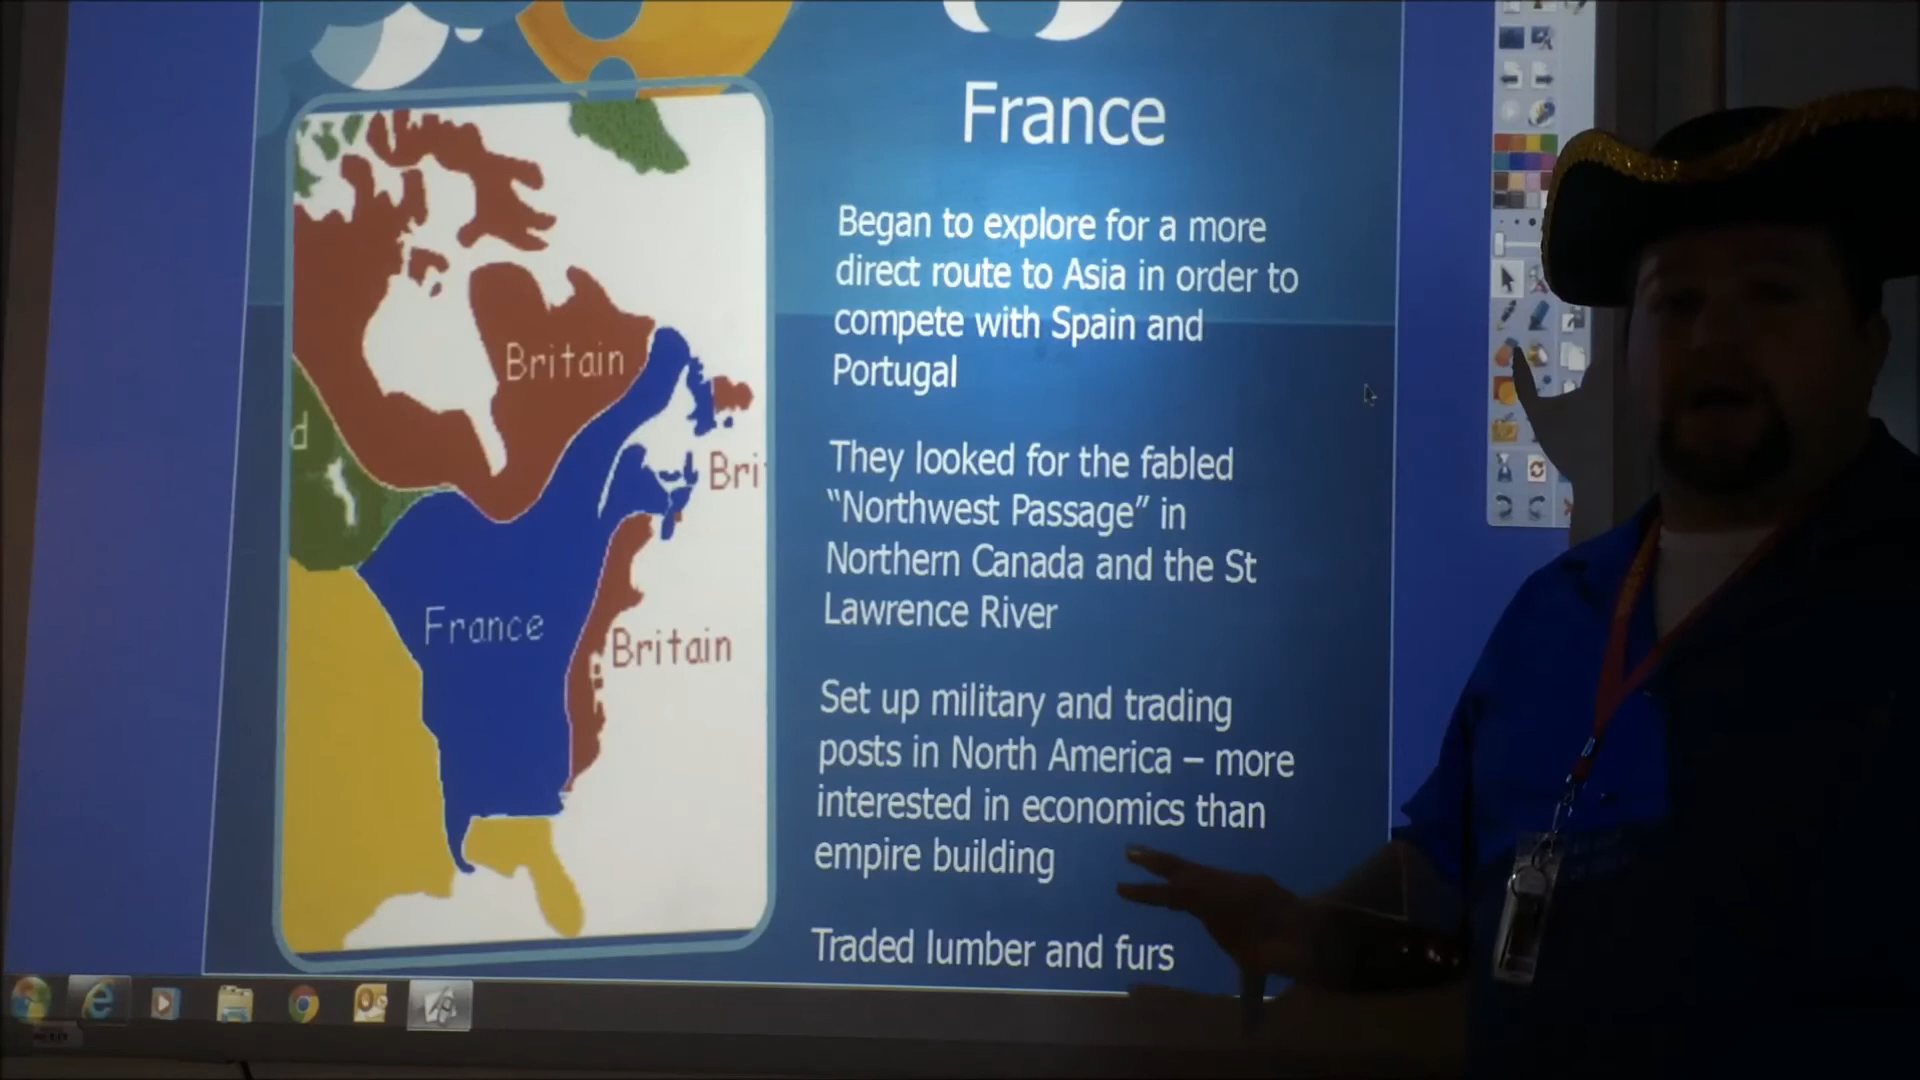 France
Began to explore for a more
direct route to Asia in order to
compete with Spain and
Portugal
They looked for the fabled
“Northwest Passage” in
Northern Canada and the St
Lawrence River
Set up military and trading
posts in North America – more
interested in economics than
empire building
Traded lumber and furs
Britain
d
Bri
France
Britain